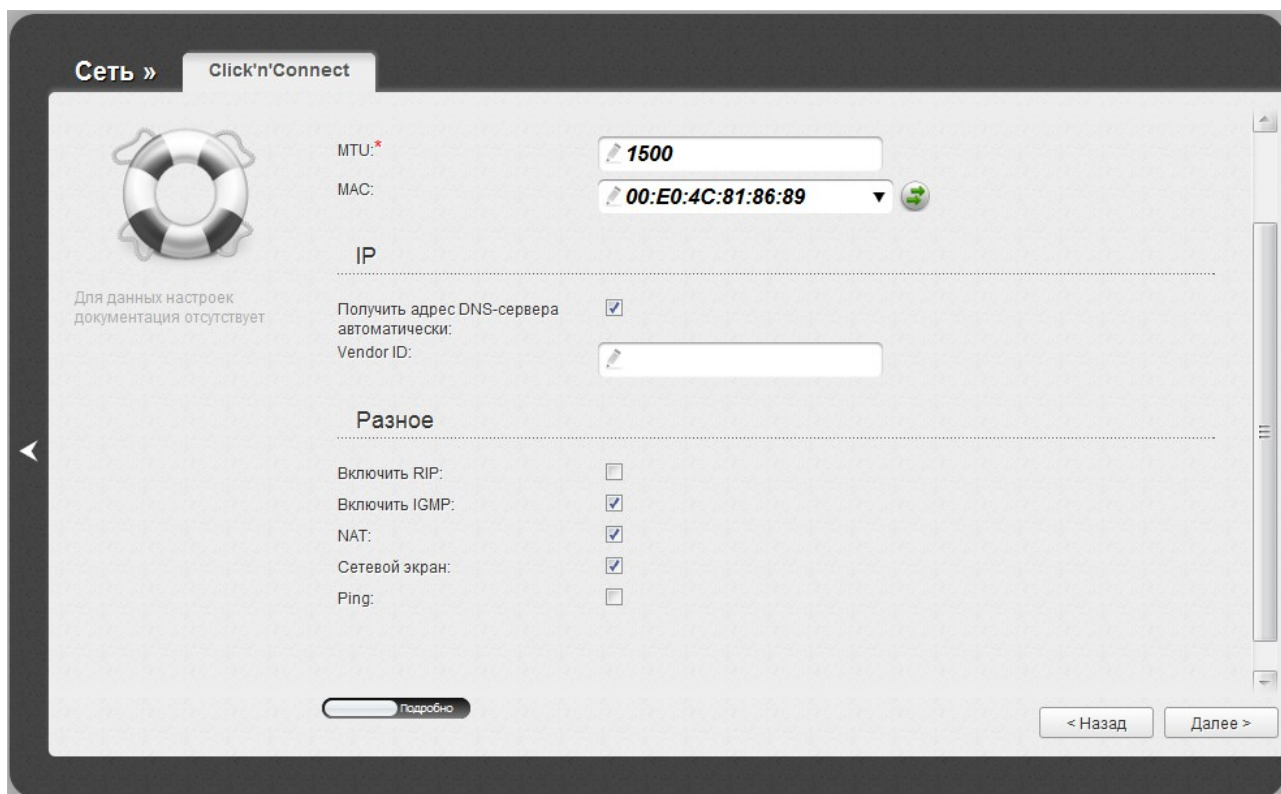 Сеть »
Click'n'Connect
Для данных настроек
документация отсутствует
MTU:*
1500
MAC:
00:E0:4C:81:86:89
IP
Получить адрес DNS-сервера
автоматически:
Vendor ID:
Разное
Включить RIP:
Включить IGMP:
NAT:
Сетевой экран:
Ping:
Подробно
< Назад
Далее >